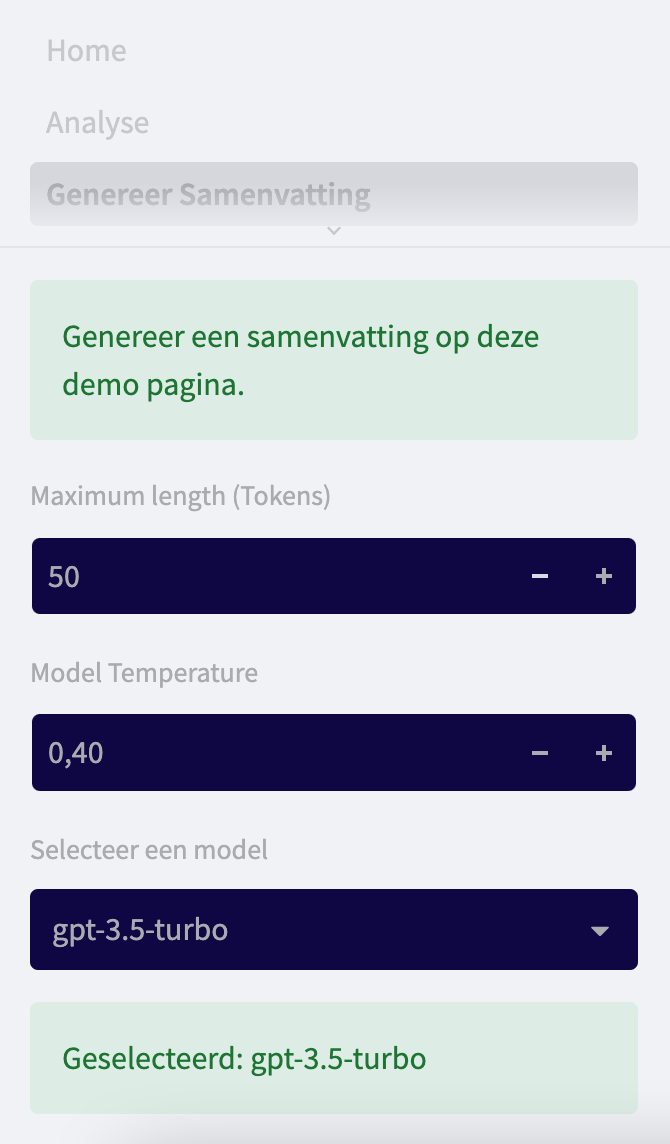 Home
Analyse
Genereer Samenvatting
Genereer een samenvatting op deze
demo pagina.
Maximum length (Tokens)
50
Model Temperature
0,40
Selecteer een model
gpt-3.5-turbo
Geselecteerd: gpt-3.5-turbo